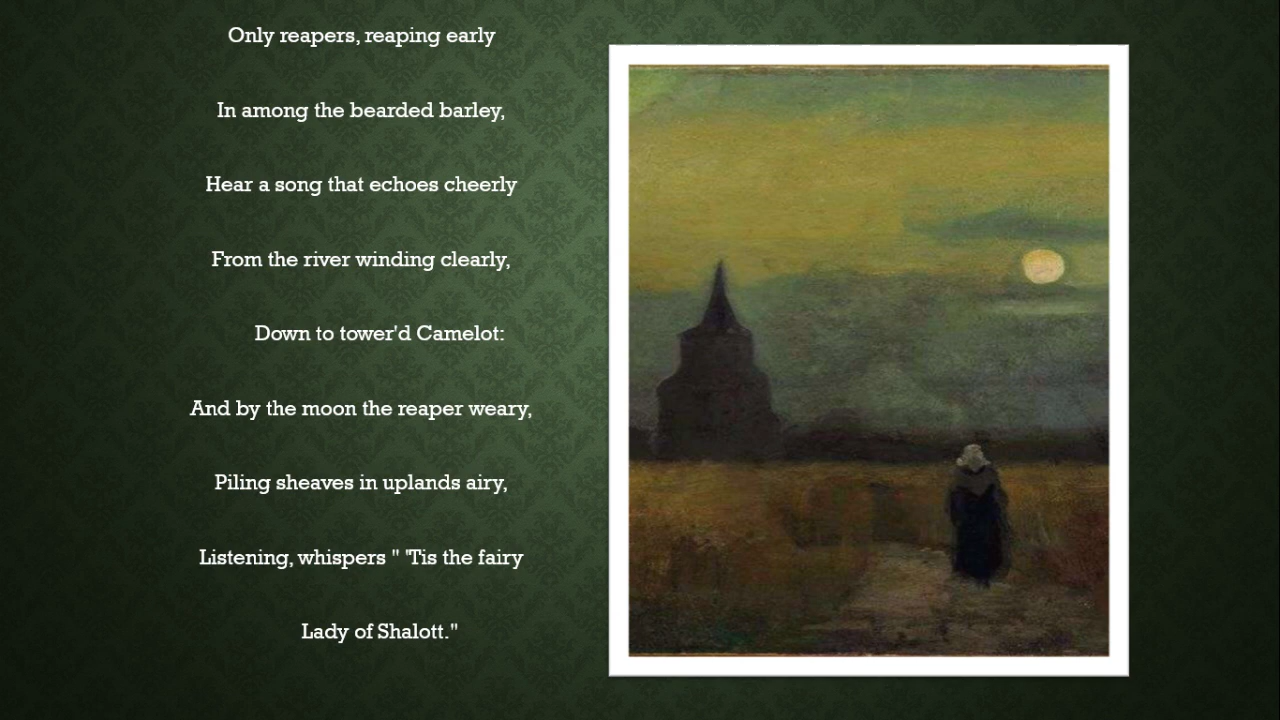 Only reapers, reaping early
In among the bearded barley,
Hear a song that echoes cheerly
From the river winding clearly,
Down to tower'd Camelot:
And by the moon the reaper weary,
Piling sheaves in uplands airy,
Listening, whispers " 'Tis the fairy
Lady of Shalott."